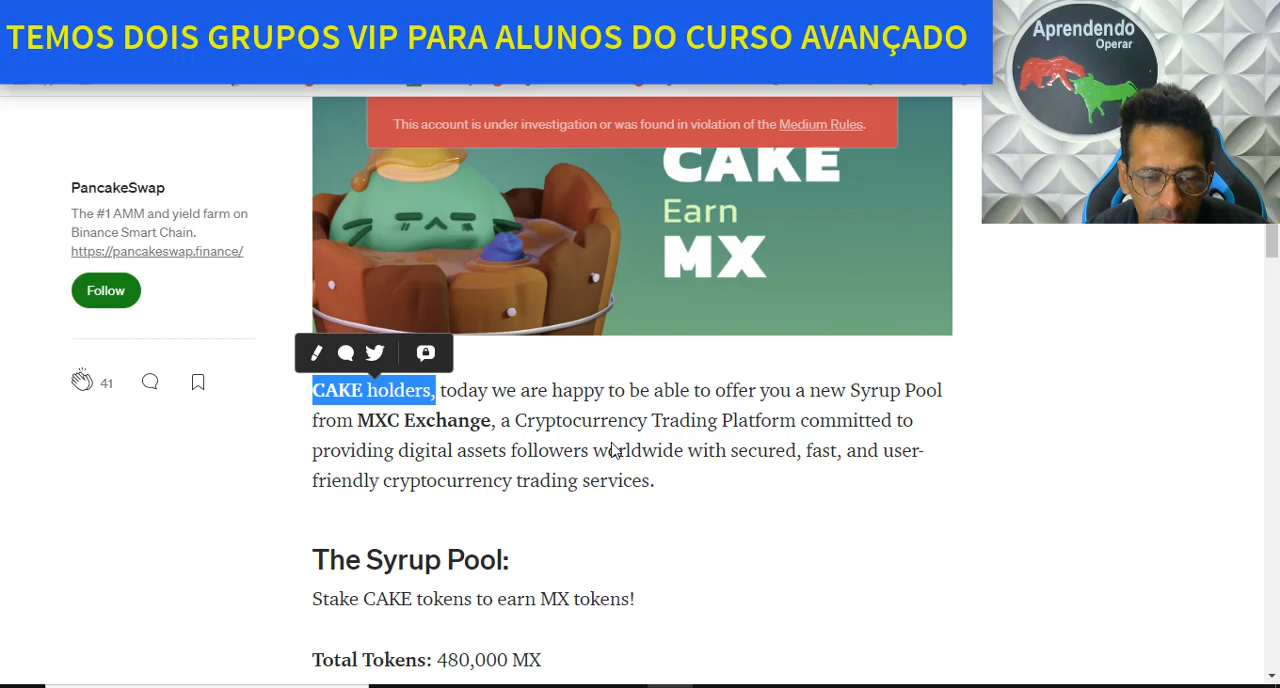 TEMOS DOIS GRUPOS VIP PARA ALUNOS DO CURSO AVANÇADO
Aprendendo
Operar
This account is under investigation or was found in violation of the Medium Rules.
CAKE
Earn
MX
PancakeSwap
The #1 AMM and yield farm on
Binance Smart Chain.
https://pancakeswap.finance/
Follow
41
CAKE holders, today we are happy to be able to offer you a new Syrup Pool
from MXC Exchange, a Cryptocurrency Trading Platform committed to
providing digital assets followers worldwide with secured, fast, and user-
friendly cryptocurrency trading services.
The Syrup Pool:
Stake CAKE tokens to earn MX tokens!
Total Tokens: 480,000 MX